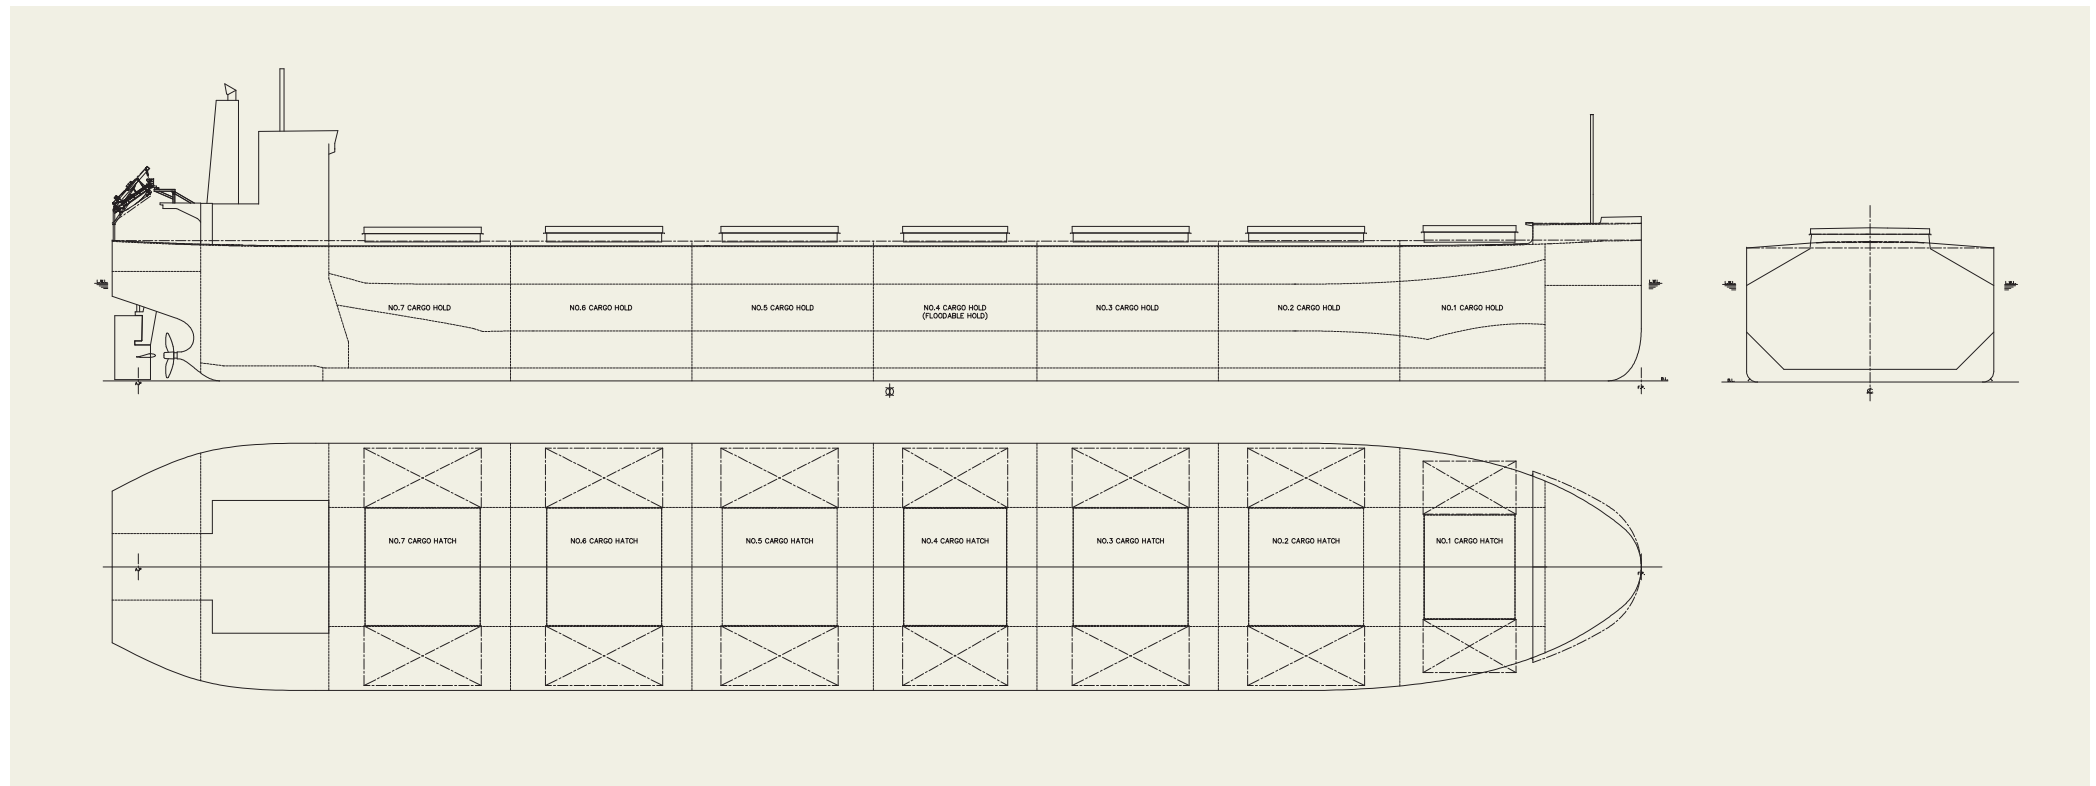 NO.7 CARGO HOLD
NO.6 CARGO HOLD
NO.5 CARGO HOLD
NO.4 CARGO HOLD
(FLOODABLE HOLD)
NO.3 CARGO HOLD
NO.2 CARGO HOLD
NO.1 CARGO HOLD
A.P.
F.P.
B.L.
B.L.
NO.7 CARGO HATCH
NO.6 CARGO HATCH
NO.5 CARGO HATCH
NO.4 CARGO HATCH
NO.3 CARGO HATCH
NO.2 CARGO HATCH
NO.1 CARGO HATCH
A.P.
F.P.